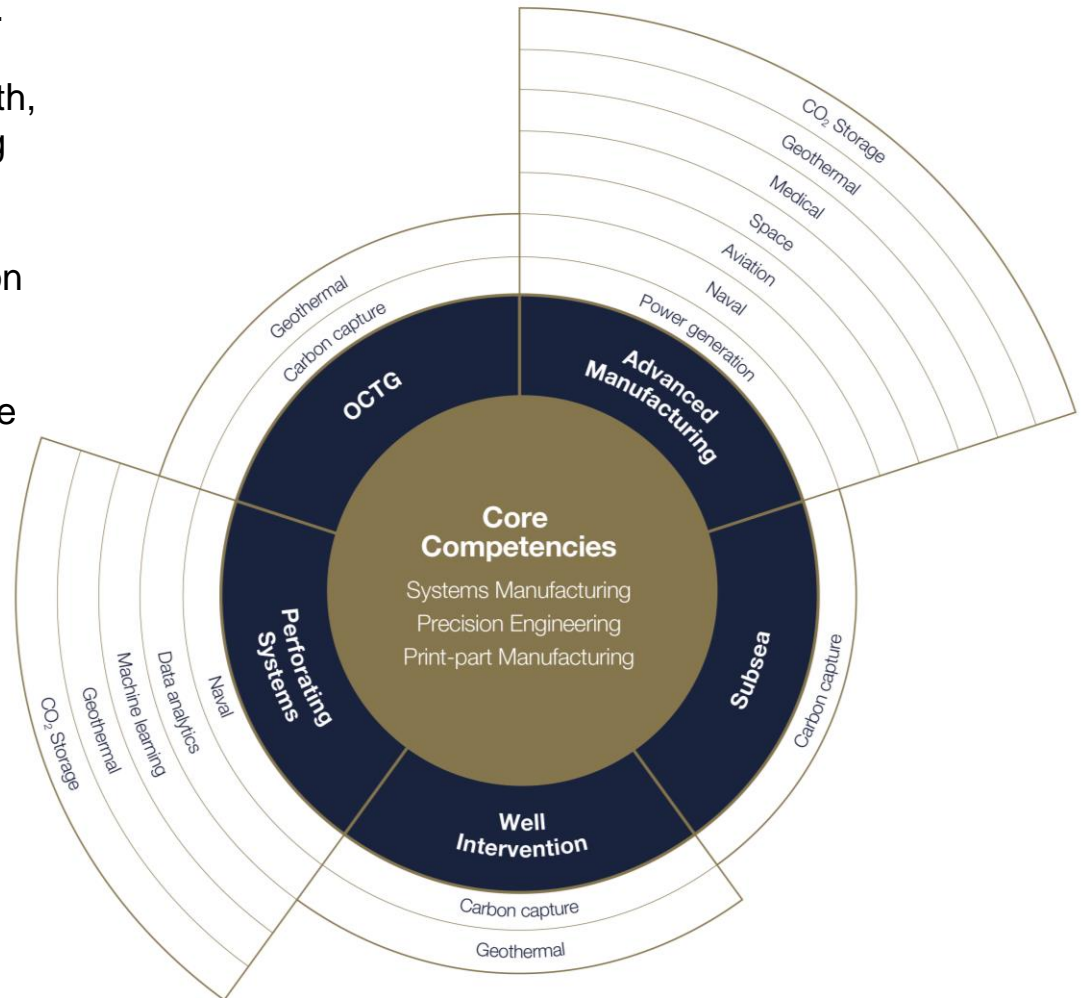 .
th,
g
on
e
CO₂ Storage
Geothermal
Medical
Space
Aviation
Naval
Power generation
Advanced
Manufacturing
Geothermal
Carbon capture
OCTG
Core
Competencies
Systems Manufacturing
Precision Engineering
Print-part Manufacturing
Subsea
Carbon capture
Perforating
Systems
Naval
Data analytics
Machine learning
Geothermal
CO₂ Storage
Well
Intervention
Carbon capture
Geothermal